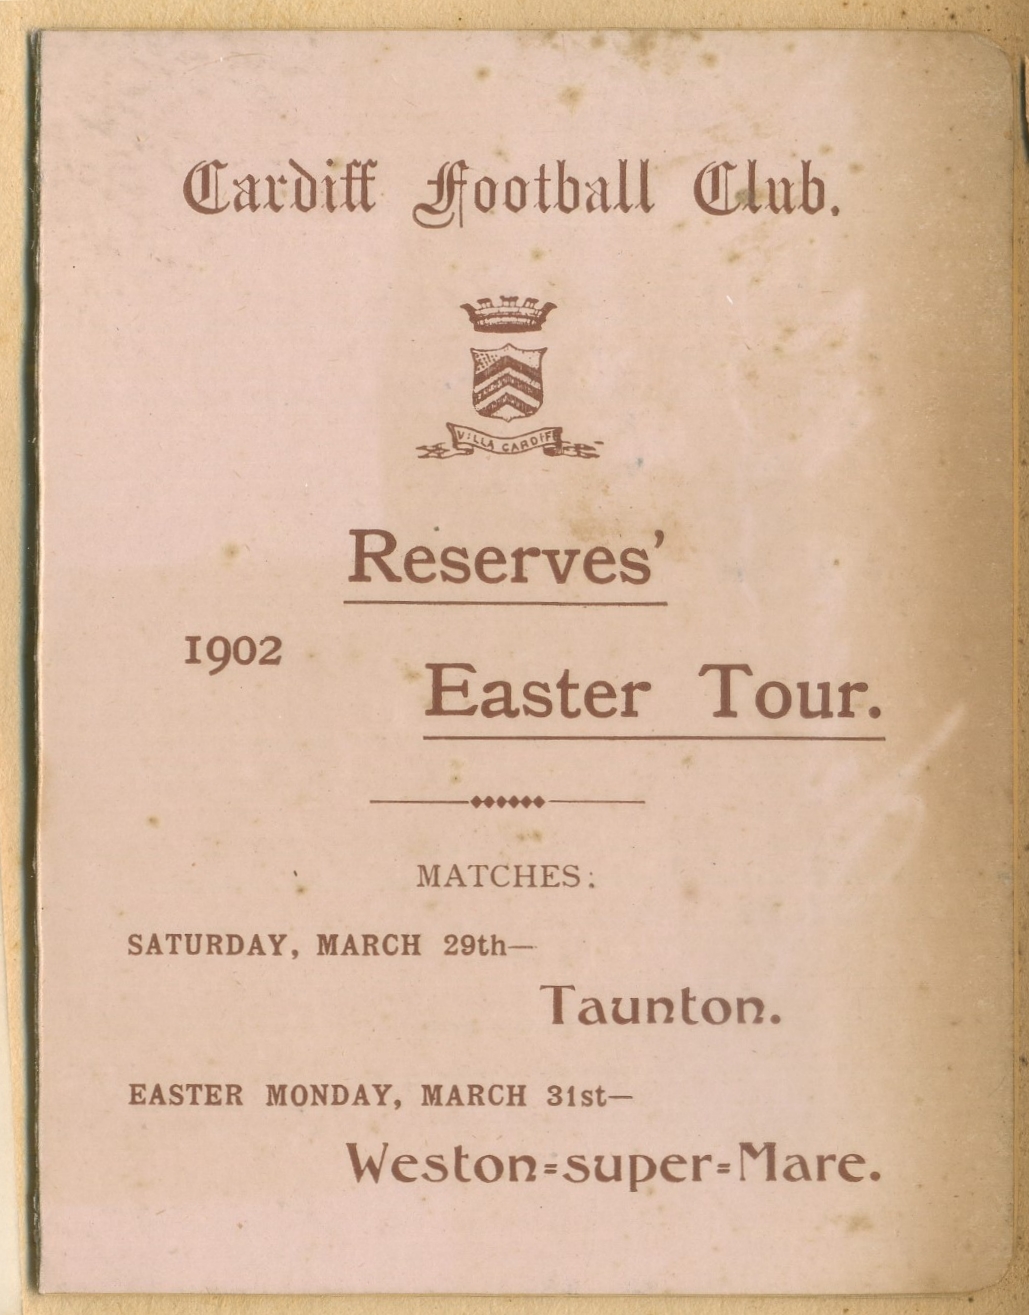 Cardiff Football Club.
VILLA CARDIFF
Reserves'
1902
Easter Tour.
MATCHES:
SATURDAY, MARCH 29th—
Taunton.
EASTER MONDAY, MARCH 31st—
Weston=super=Mare.